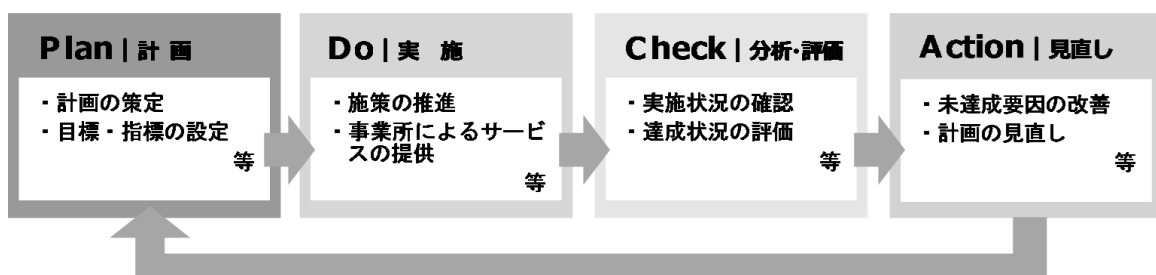 Plan|計画
・計画の策定
・目標・指標の設定
等
Do|実 施
・施策の推進
・事業所によるサービ
スの提供
等
Check|分析・評価
・実施状況の確認
・達成状況の評価
等
Action|見直し
・未達成要因の改善
・計画の見直し
等